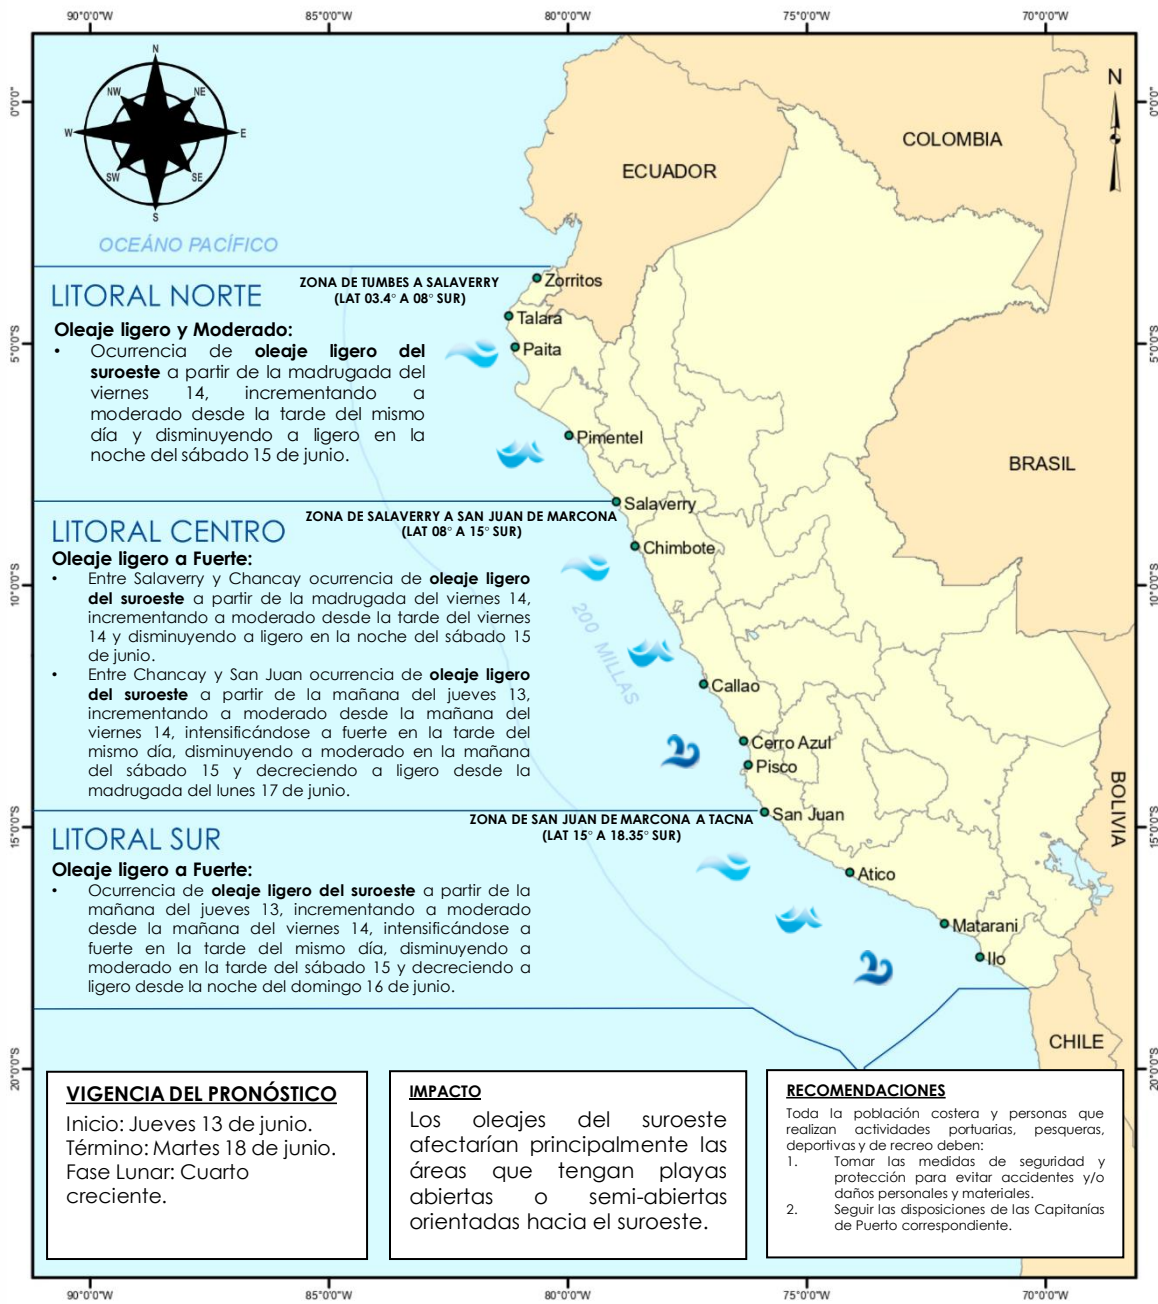 90°0'0"W 85°0'0"W 80°0'0"W 75°0'0"W 70°0'0"W
N
NW NE
W E
SW SE
S
N
0°0'0" 0°0'0"
COLOMBIA
ECUADOR
OCEÁNO PACÍFICO
LITORAL NORTE
ZONA DE TUMBES A SALAVERRY
(LAT 03.4° A 08° SUR)
Oleaje ligero y Moderado:
• Ocurrencia de oleaje ligero del
suroeste a partir de la madrugada del
viernes 14, incrementando a
moderado desde la tarde del mismo
día y disminuyendo a ligero en la
noche del sábado 15 de junio.
Zorritos
Talara
Paita
5°0'0"S 5°0'0"S
Pimentel
BRASIL
Salaverry
Chimbote
LITORAL CENTRO
ZONA DE SALAVERRY A SAN JUAN DE MARCONA
(LAT 08° A 15° SUR)
Oleaje ligero a Fuerte:
• Entre Salaverry y Chancay ocurrencia de oleaje ligero
del suroeste a partir de la madrugada del viernes 14,
incrementando a moderado desde la tarde del viernes
14 y disminuyendo a ligero en la noche del sábado 15
de junio.
• Entre Chancay y San Juan ocurrencia de oleaje ligero
del suroeste a partir de la mañana del jueves 13,
incrementando a moderado desde la mañana del
viernes 14, intensificándose a fuerte en la tarde del
mismo día, disminuyendo a moderado en la mañana
del sábado 15 y decreciendo a ligero desde la
madrugada del lunes 17 de junio.
10°0'0"S 10°0'0"S
200 MILLAS
Callao
Cerro Azul
Pisco
BOLIVIA
LITORAL SUR
ZONA DE SAN JUAN DE MARCONA A TACNA
(LAT 15° A 18.35° SUR)
San Juan
15°0'0"S 15°0'0"S
Oleaje ligero a Fuerte:
• Ocurrencia de oleaje ligero del suroeste a partir de la
mañana del jueves 13, incrementando a moderado
desde la mañana del viernes 14, intensificándose a
fuerte en la tarde del mismo día, disminuyendo a
moderado en la tarde del sábado 15 y decreciendo a
ligero desde la noche del domingo 16 de junio.
Atico
Matarani
Ilo
CHILE
20°0'0"S 20°0'0"S
VIGENCIA DEL PRONÓSTICO
Inicio: Jueves 13 de junio.
Término: Martes 18 de junio.
Fase Lunar: Cuarto
creciente.
IMPACTO
Los oleajes del suroeste
afectarían principalmente las
áreas que tengan playas
abiertas o semi-abiertas
orientadas hacia el suroeste.
RECOMENDACIONES
Toda la población costera y personas que
realizan actividades portuarias, pesqueras,
deportivas y de recreo deben:
1. Tomar las medidas de seguridad y
protección para evitar accidentes y/o
daños personales y materiales.
2. Seguir las disposiciones de las Capitanías
de Puerto correspondiente.
90°0'0"W 85°0'0"W 80°0'0"W 75°0'0"W 70°0'0"W